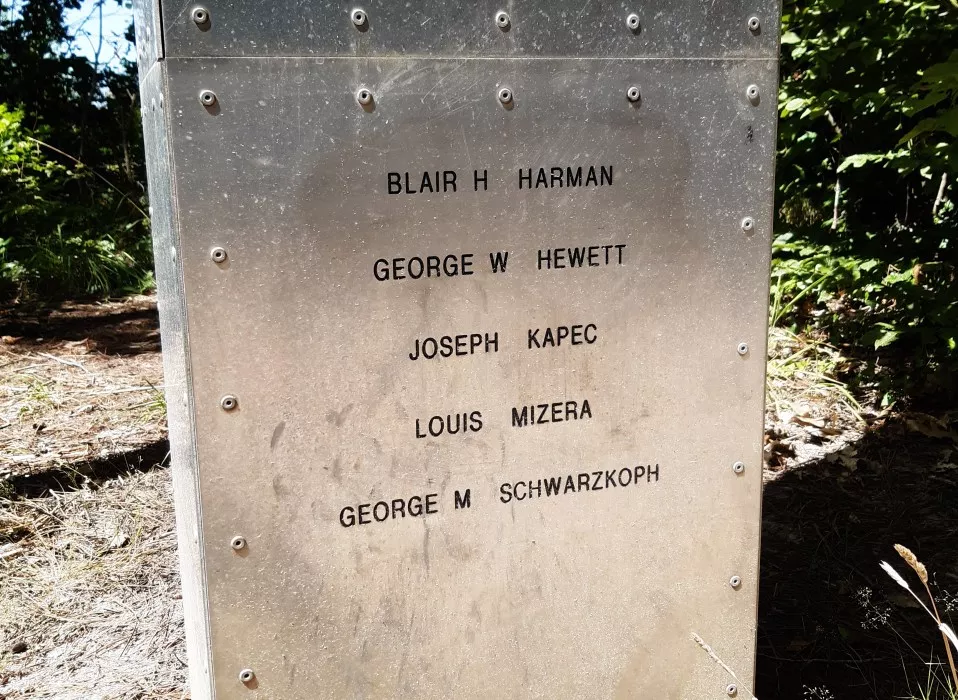 BLAIR H HARMAN
GEORGE W HEWETT
JOSEPH KAPEC
LOUIS MIZERA
GEORGE M SCHWARZKOPH